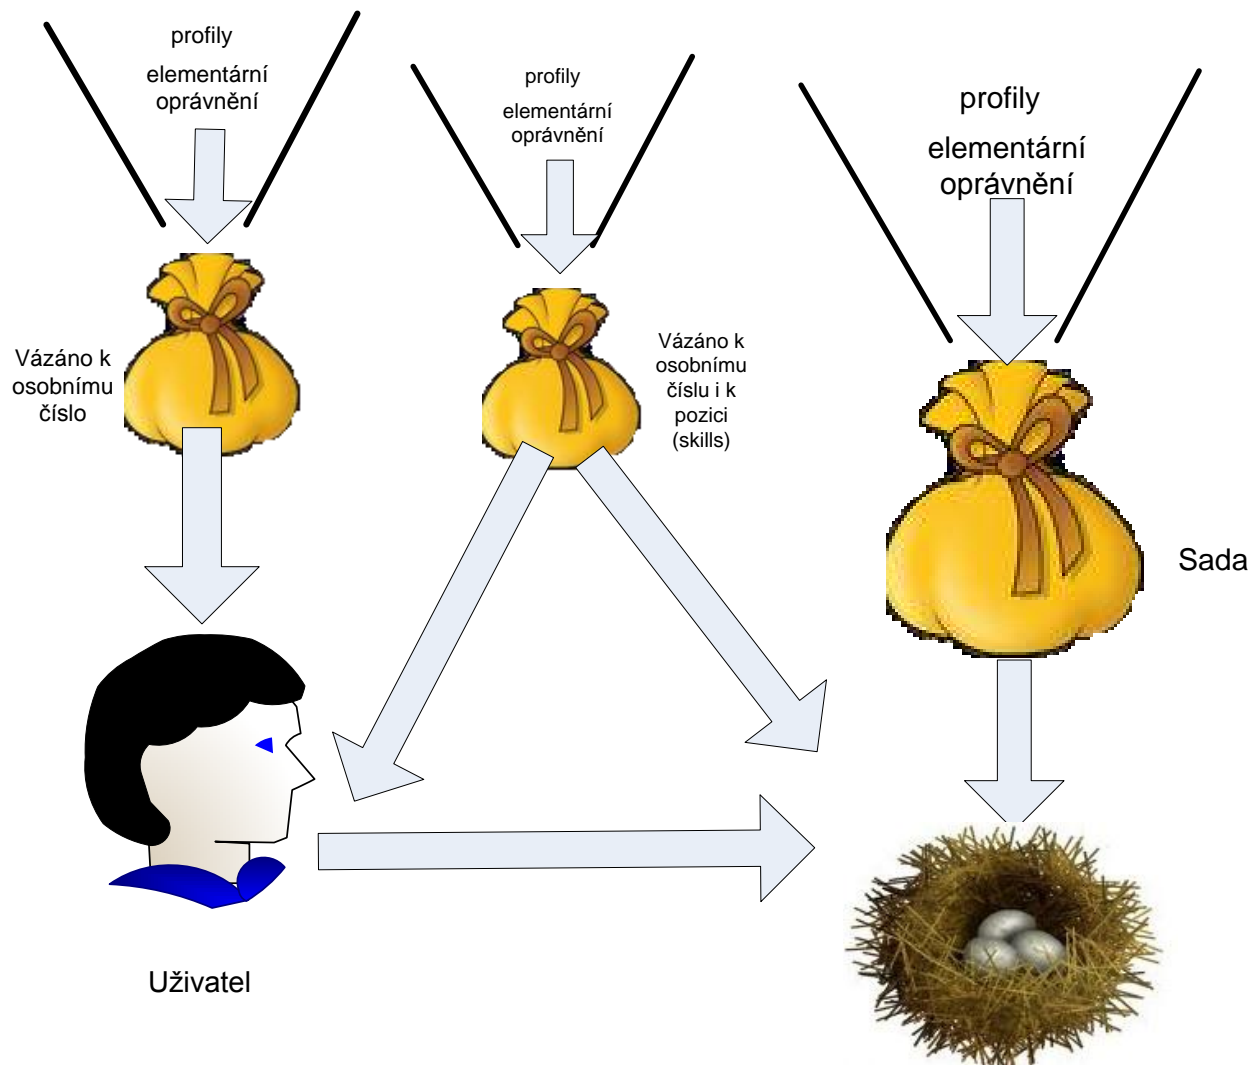 profily
elementární
oprávnění
profily
elementární
oprávnění
profily
elementární
oprávnění
Vázáno k
osobnímu
číslo
Vázáno k
osobnímu
číslu i k
pozici
(skills)
Sada
Uživatel